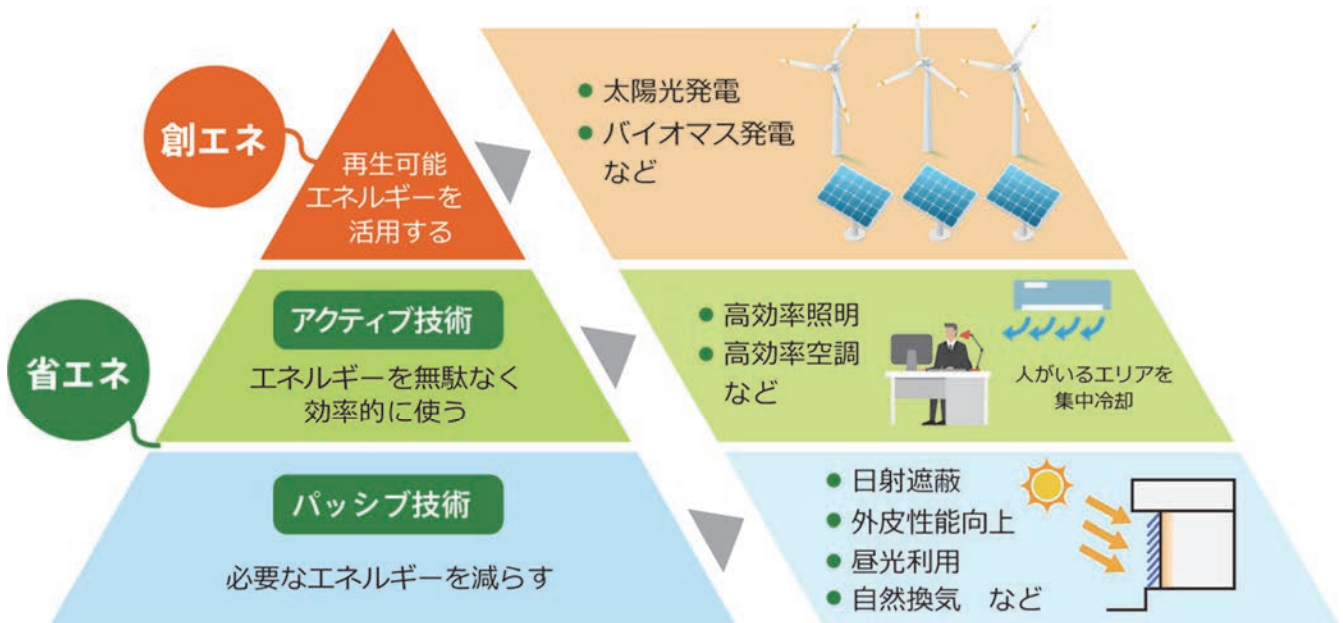 創エネ
再生可能
エネルギーを
活用する
● 太陽光発電
● バイオマス発電
など
省エネ
アクティブ技術
エネルギーを無駄なく
効率的に使う
● 高効率照明
● 高効率空調
など
人がいるエリアを
集中冷却
パッシブ技術
必要なエネルギーを減らす
● 日射遮蔽
● 外皮性能向上
● 昼光利用
● 自然換気　など